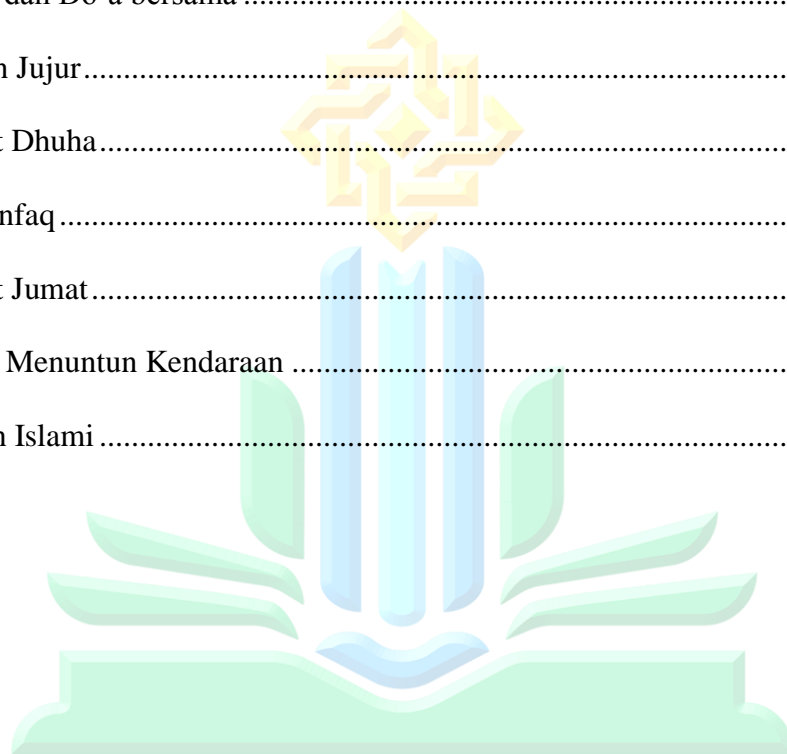 dan Do'a bersama ........................................................................
n Jujur ........................................................................
t Dhuha ........................................................................
nfaq ........................................................................
t Jumat ........................................................................
Menuntun Kendaraan ........................................................................
n Islami ........................................................................